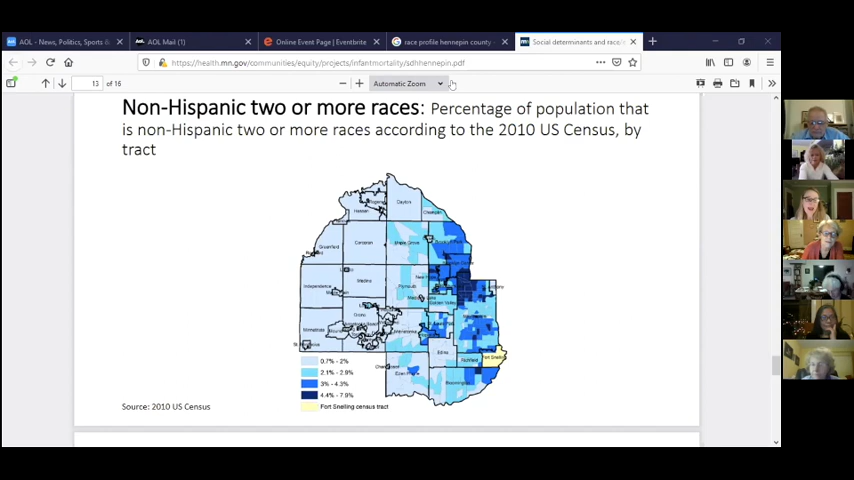 AOL - News, Politics, Sports &
AOL Mail (1)
Online Event Page | Eventbrite
race profile hennepin county
Social determinants and race
https://health.mn.gov/communities/equity/projects/infantmortality/sdhhennepin.pdf
13 of 16
Automatic Zoom
Non-Hispanic two or more races: Percentage of population that
is non-Hispanic two or more races according to the 2010 US Census, by
tract
Dayton
Champlin
Hassan
Greenfield
Corcoran
Maple Grove
Independence
Medina
Plymouth
Orono
Minnetrista
Minnetonka
Edina
Richfield
Fort Snelling
Eden
Bloomington
0.7% - 2%
2.1% - 2.9%
3% - 4.3%
4.4% - 7.9%
Fort Snelling census tract
Source: 2010 US Census